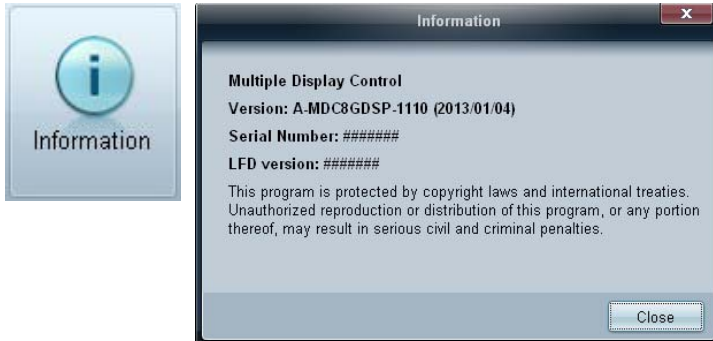 Information
Information
x
Multiple Display Control
Version: A-MDC8GDSP-1110 (2013/01/04)
Serial Number: #######
LFD version: #######
This program is protected by copyright laws and international treaties.
Unauthorized reproduction or distribution of this program, or any portion
thereof, may result in serious civil and criminal penalties.
Close